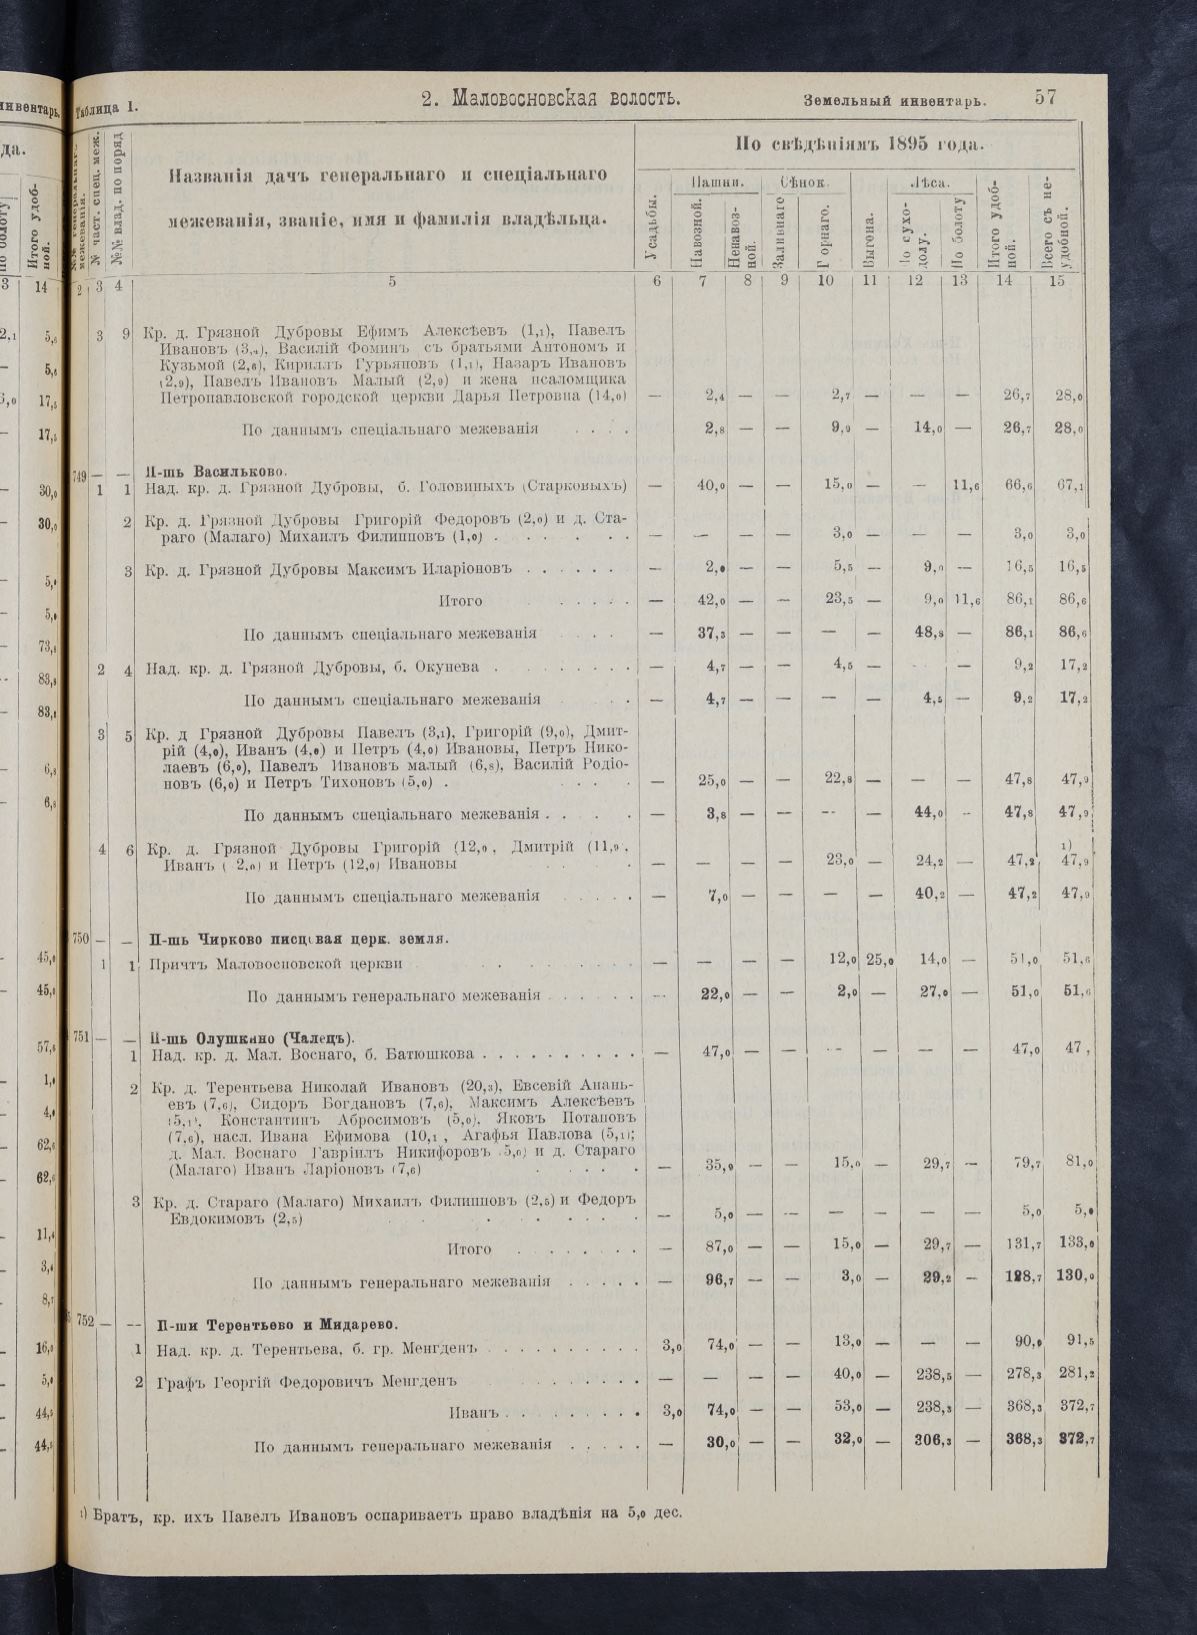 Таблица 1.
2. Маловосновская волость.
Земельный инвентарь.
57
Названія дачъ генеральнаго и спеціальнаго
межеванія, званіе, имя и фамилія владѣльца.
По свѣдѣніямъ 1895 года.
№ част. спец. меж.
№№ влад. по поряд
Усадьбы.
Пашни.
Навозной.
Ненавоз-
ной.
Сѣнок.
Заливнаго
Горнаго.
Выгона.
Лѣса.
По сухо-
долу.
По болоту
Итого удоб-
ной.
Всего съ не-
удобной.
2 3 4 5 6 7 8 9 10 11 12 13 14 15
3 9 Кр. д. Грязной Дубровы Ефимъ Алексѣевъ (1,1), Павелъ
Ивановъ (3,4), Василій Фоминъ съ братьями Антономъ и
Кузьмой (2,8), Кириллъ Гурьяновъ (1,1), Назаръ Ивановъ
(2,9), Павелъ Ивановъ Малый (2,0) и жена псаломщика
Петропавловской городской церкви Дарья Петровна (14,0) — 2,4 — — 2,7 — — — 26,7 28,0
По даннымъ спеціальнаго межеванія . . . . 2,8 — — 9,9 — 14,0 — 26,7 28,0
749 — — П-шь Васильково.
1 1 Над. кр. д. Грязной Дубровы, б. Головиныхъ (Старковыхъ) — 40,0 — — 15,0 — — 11,6 66,6 67,1
2 Кр. д. Грязной Дубровы Григорій Федоровъ (2,0) и д. Ста-
раго (Малаго) Михаилъ Филипповъ (1,0) . . . . . . — — — — 3,0 — — — 3,0 3,0
3 Кр. д. Грязной Дубровы Максимъ Иларіоновъ . . . . . . — 2,0 — — 5,5 — 9,0 — 16,5 16,5
Итого . . . . . — 42,0 — — 23,5 — 9,0 11,6 86,1 86,6
По даннымъ спеціальнаго межеванія . . . . — 37,3 — — — — 48,8 — 86,1 86,6
2 4 Над. кр. д. Грязной Дубровы, б. Окунева . . . . . . . . — 4,7 — — 4,5 — — 9,2 17,2
По даннымъ спеціальнаго межеванія . . . . — 4,7 — — — — 4,5 — 9,2 17,2
3 5 Кр. д Грязной Дубровы Павелъ (3,1), Григорій (9,0), Дмит-
рій (4,0), Иванъ (4,0) и Петръ (4,0) Ивановы, Петръ Нико-
лаевъ (6,0), Павелъ Ивановъ малый (6,8), Василій Родіо-
новъ (6,0) и Петръ Тихоновъ (5,0) . . . . . — 25,0 — — 22,8 — — — 47,8 47,9
По даннымъ спеціальнаго межеванія . . . . — 3,8 — — — — 44,0 — 47,8 47,9
4 6 Кр. д. Грязной Дубровы Григорій (12,0, Дмитрій (11,9,
Иванъ ( 2,0) и Петръ (12,0) Ивановы . . . . — — — — 23,0 — 24,2 — 47,2 1) 47,9
По даннымъ спеціальнаго межеванія . . . . . — 7,0 — — — — 40,2 — 47,2 47,9
750 — — П-шь Чирково писцовая церк. земля.
1 1 Причтъ Маловосновской церкви . . . . . . . . — — — — 12,0 25,0 14,0 — 51,0 51,6
По даннымъ генеральнаго межеванія . . . . . . — 22,0 — — 2,0 — 27,0 — 51,0 51,6
751 — — П-шь Олушкино (Чалецъ).
1 Над. кр. д. Мал. Воснаго, б. Батюшкова . . . . . . . . . . — 47,0 — — — — — — 47,0 47 ,
2 Кр. д. Терентьева Николай Ивановъ (20,3), Евсевій Анань-
евъ (7,6), Сидоръ Богдановъ (7,6), Максимъ Алексѣевъ
(5,1), Константинъ Абросимовъ (5,0), Яковъ Потаповъ
(7,6), насл. Ивана Ефимова (10,1 , Агафья Павлова (5,1);
д. Мал. Воснаго Гавріилъ Никифоровъ (5,0) и д. Стараго
(Малаго) Иванъ Ларіоновъ (7,6) . . . . . — 35,0 — — 15,0 — 29,7 — 79,7 81,0
3 Кр. д. Стараго (Малаго) Михаилъ Филипповъ (2,5) и Федоръ
Евдокимовъ (2,5) . . . . . . . . — 5,0 — — — — — — 5,0 5,0
Итого . . . . . . . — 87,0 — — 15,0 — 29,7 — 131,7 133,0
По даннымъ генеральнаго межеванія . . . . . — 96,7 — — 3,0 — 29,2 — 128,7 130,0
752 — — П-ши Терентьево и Мидарево.
1 Над. кр. д. Терентьева, б. гр. Менгденъ . . . . . . . . . . 3,0 74,0 — — 13,0 — — — 90,0 91,5
2 Графъ Георгій Федоровичъ Менгденъ . . . . . . . . — — — — 40,0 — 238,5 — 278,3 281,2
Иванъ . . . . . . . . . 3,0 74,0 — — 53,0 — 238,3 — 368,3 372,7
По даннымъ генеральнаго межеванія . . . . . — 30,0 — — 32,0 — 306,3 — 368,3 372,7
1) Братъ, кр. ихъ Павелъ Ивановъ оспариваетъ право владѣнія на 5,0 дес.